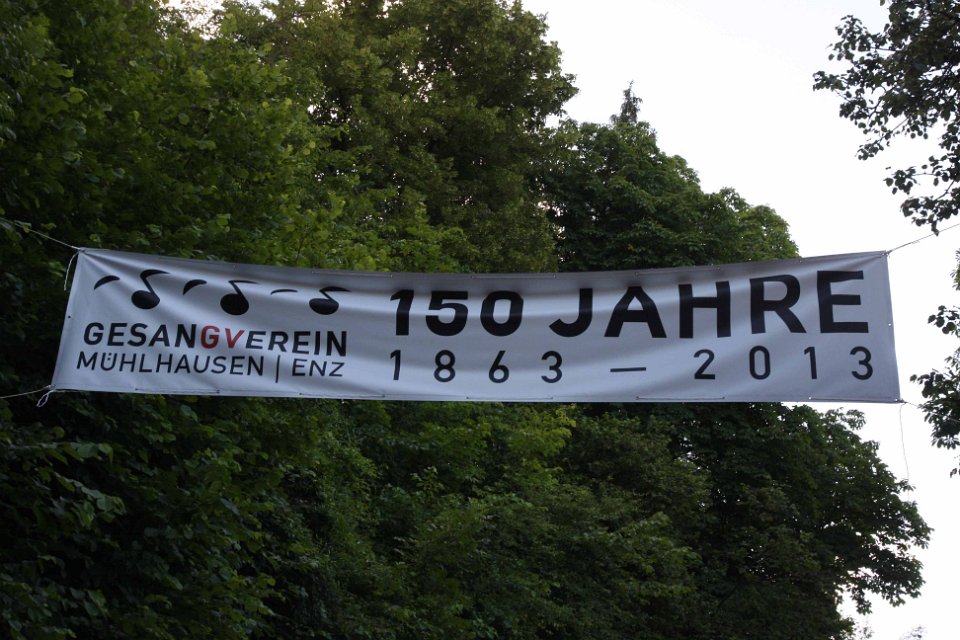 GESANGVEREIN
MÜHLHAUSEN | ENZ
150 JAHRE
1863 — 2013